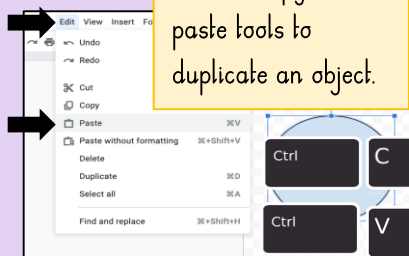 Edit View Insert
paste tools to
duplicate an object.
Undo
Redo
Cut
Copy
Paste ⌘V
Paste without formatting ⌘+Shift+V
Delete
Duplicate ⌘D
Select all ⌘A
Find and replace ⌘+Shift+H
Ctrl C
Ctrl V